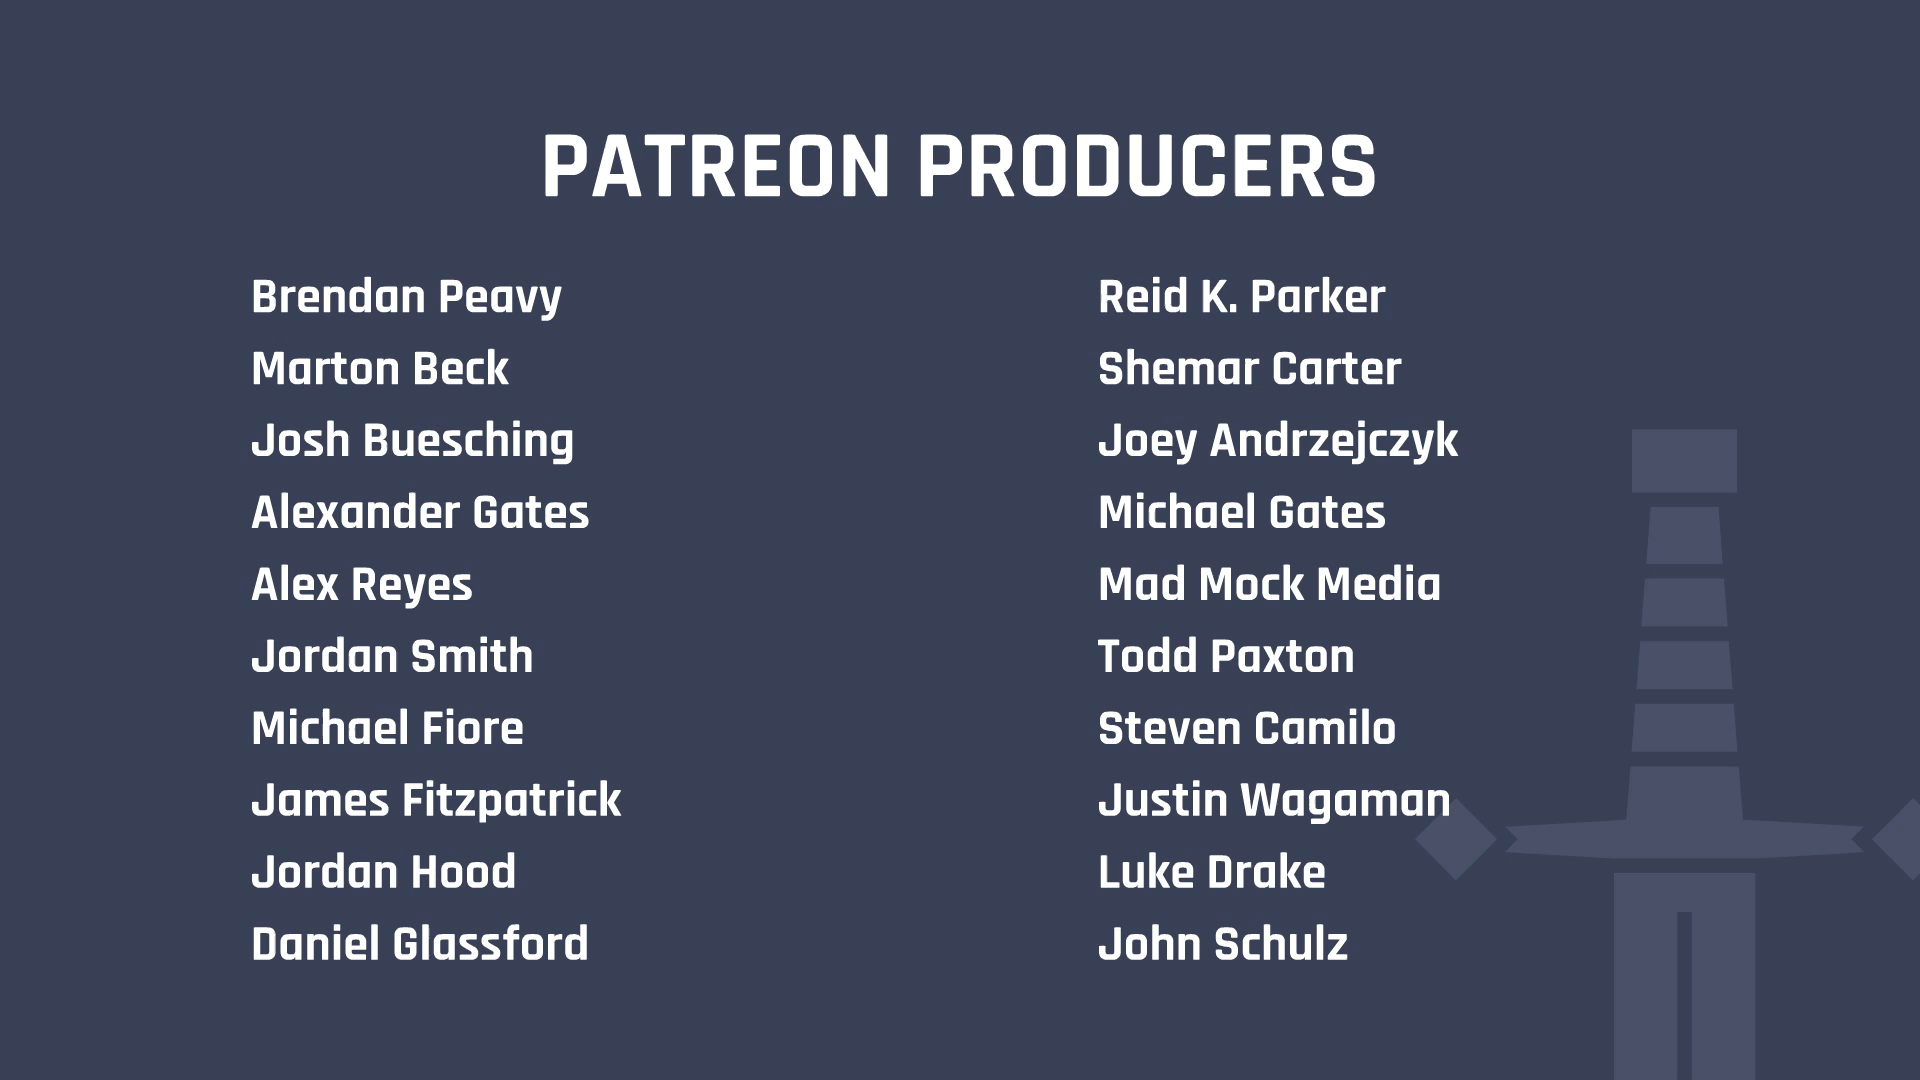 PATREON PRODUCERS
Brendan Peavy
Marton Beck
Josh Buesching
Alexander Gates
Alex Reyes
Jordan Smith
Michael Fiore
James Fitzpatrick
Jordan Hood
Daniel Glassford
Reid K. Parker
Shemar Carter
Joey Andrzejczyk
Michael Gates
Mad Mock Media
Todd Paxton
Steven Camilo
Justin Wagaman
Luke Drake
John Schulz